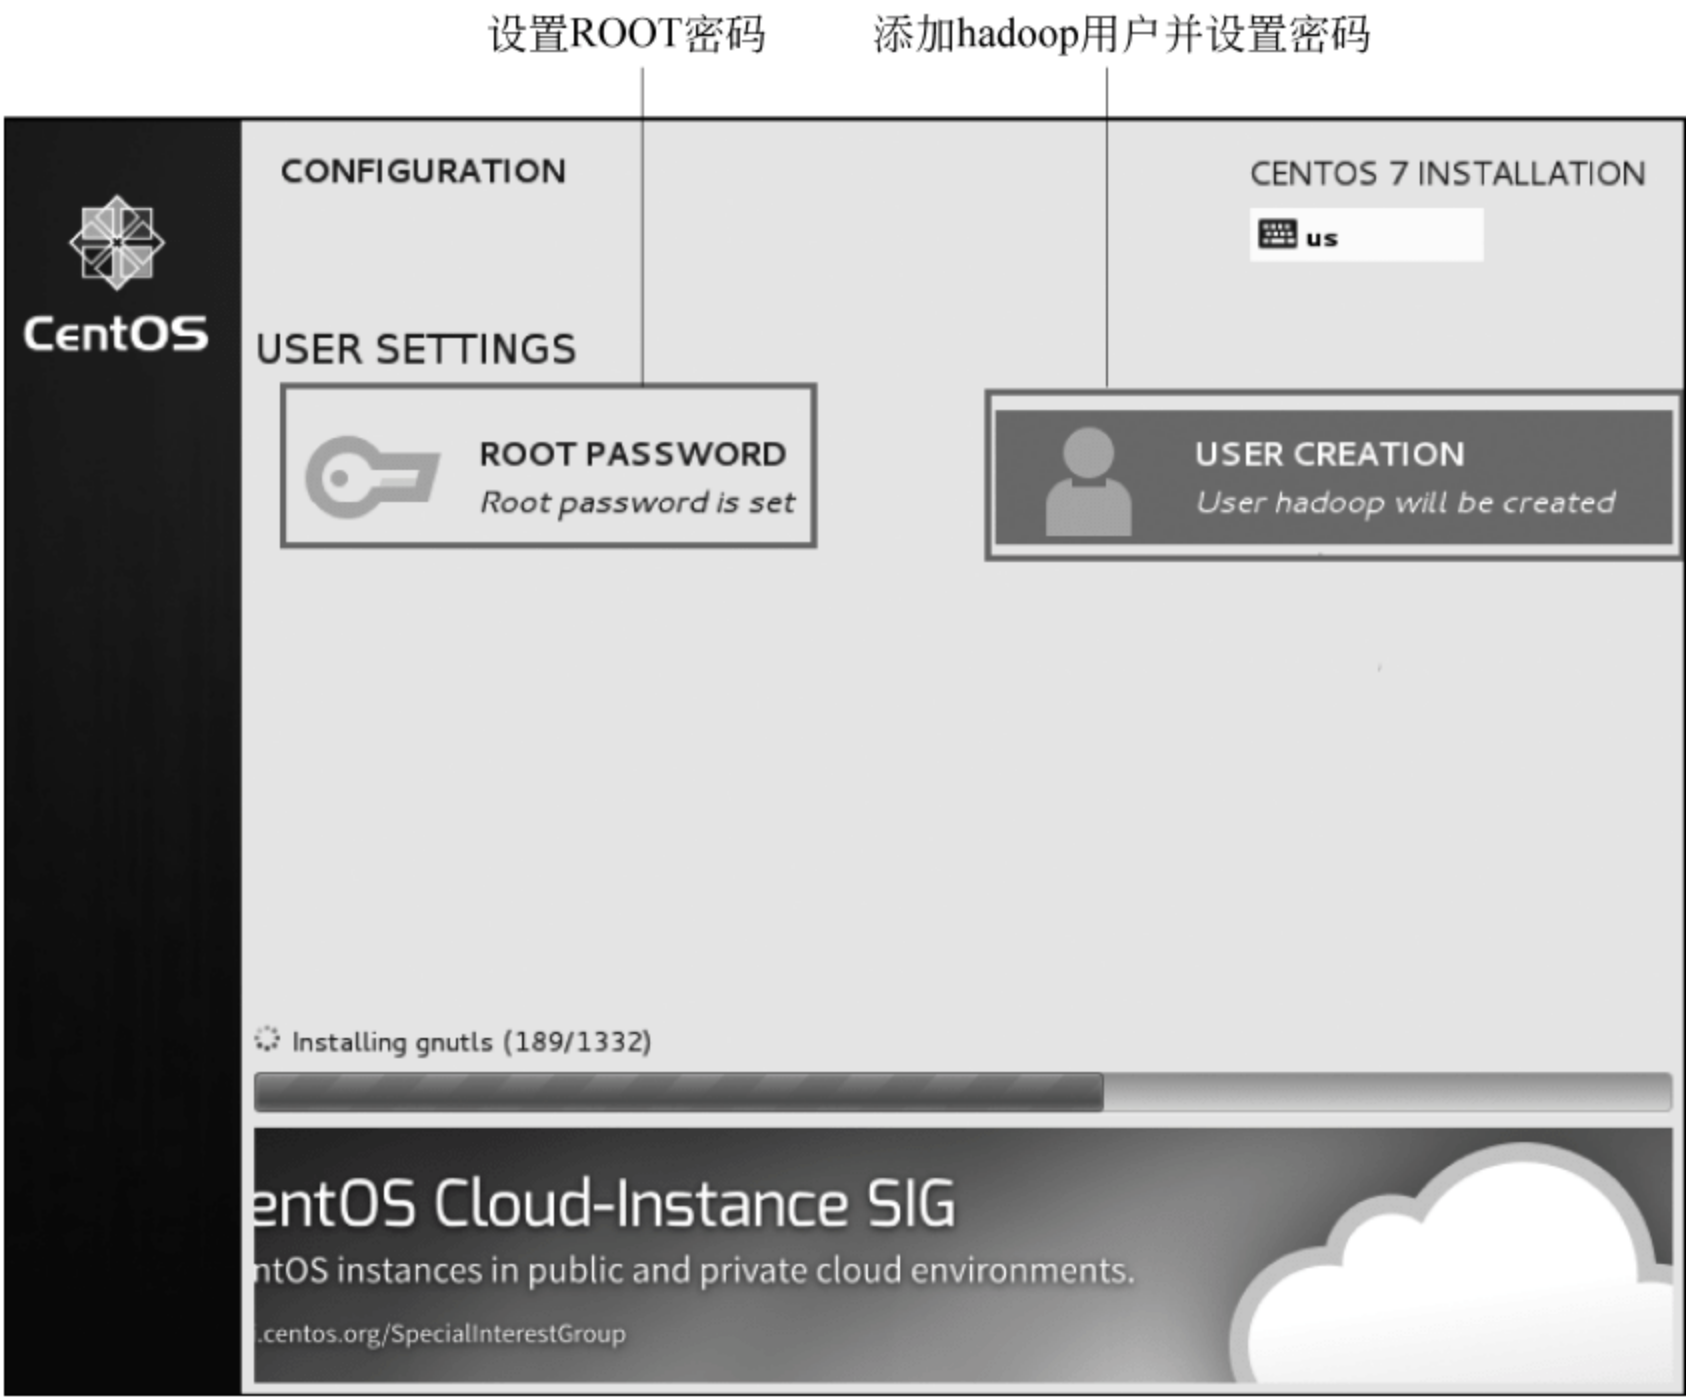 设置ROOT密码
添加hadoop用户并设置密码
CONFIGURATION
CENTOS 7 INSTALLATION
us
CentOS
USER SETTINGS
ROOT PASSWORD
Root password is set
USER CREATION
User hadoop will be created
Installing gnutls (189/1332)
entOS Cloud-Instance SIG
ntOS instances in public and private cloud environments.
.centos.org/SpecialInterestGroup